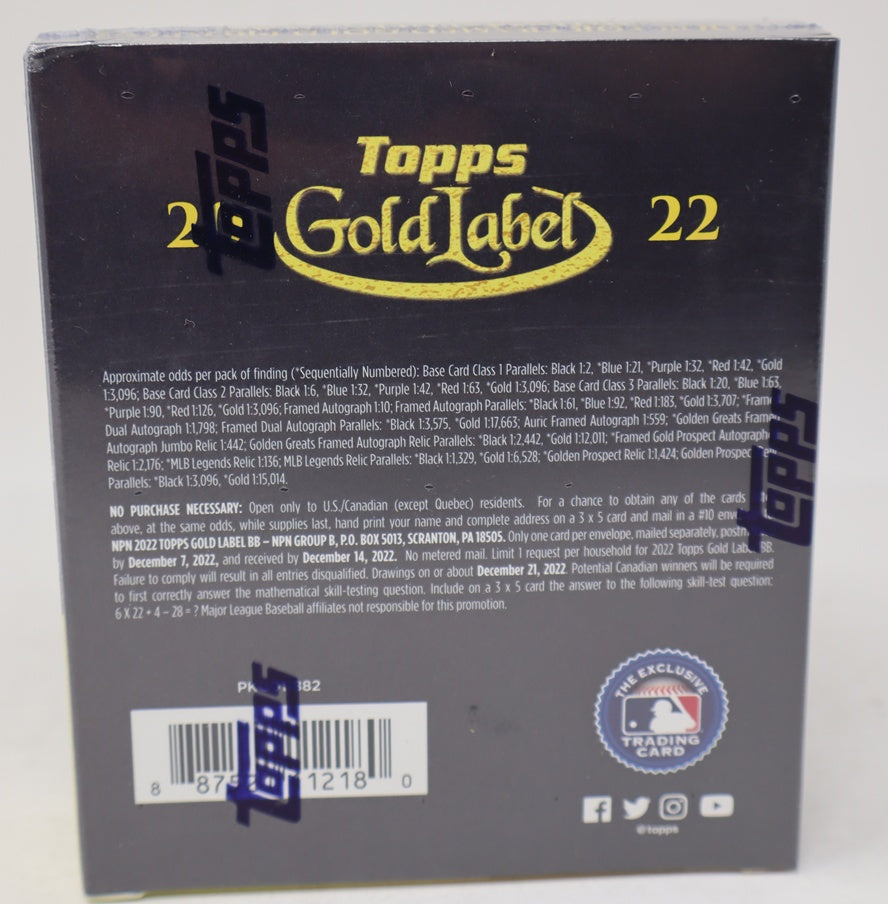 Topps
Gold Label
22
Approximate odds per pack of finding (*Sequentially Numbered): Base Card Class 1 Parallels: Black 1:2, *Blue 1:21, *Purple 1:32, *Red 1:42, *Gold
1:3,096; Base Card Class 2 Parallels: Black 1:6, *Blue 1:32, *Purple 1:42, *Red 1:63, *Gold 1:3,096; Base Card Class 3 Parallels: Black 1:20, *Blue 1:63,
*Purple 1:90, *Red 1:126, *Gold 1:3,096; Framed Autograph 1:10; Framed Autograph Parallels: *Black 1:61, *Blue 1:92, *Red 1:183, *Gold 1:3,707; *Framed
Dual Autograph 1:1,798; Framed Dual Autograph Parallels: *Black 1:3,575, *Gold 1:17,663; Auric Framed Autograph 1:559; *Golden Greats Framed
Autograph Jumbo Relic 1:442; Golden Greats Framed Autograph Relic Parallels: *Black 1:2,442, *Gold 1:12,011; *Framed Gold Prospect Autograph
Relic 1:2,176; *MLB Legends Relic 1:136; MLB Legends Relic Parallels: *Black 1:1,329, *Gold 1:6,528; *Golden Prospect Relic 1:1,424; Golden Prospect
Parallels: *Black 1:3,096, *Gold 1:15,014.
NO PURCHASE NECESSARY: Open only to U.S./Canadian (except Quebec) residents. For a chance to obtain any of the cards
above, at the same odds, while supplies last, hand print your name and complete address on a 3 x 5 card and mail in a #10
NPN 2022 TOPPS GOLD LABEL BB – NPN GROUP B, P.O. BOX 5013, SCRANTON, PA 18505. Only one card per envelope, mailed separately,
by December 7, 2022, and received by December 14, 2022. No metered mail. Limit 1 request per household for 2022 Topps Gold Label BB.
Failure to comply will result in all entries disqualified. Drawings on or about December 21, 2022. Potential Canadian winners will be required
to first correctly answer the mathematical skill-testing question. Include on a 3 x 5 card the answer to the following skill-test question:
6 X 22 + 4 – 28 = ? Major League Baseball affiliates not responsible for this promotion.
THE EXCLUSIVE
TRADING
CARD
@topps
8 1218 0
Topps
Topps
Topps